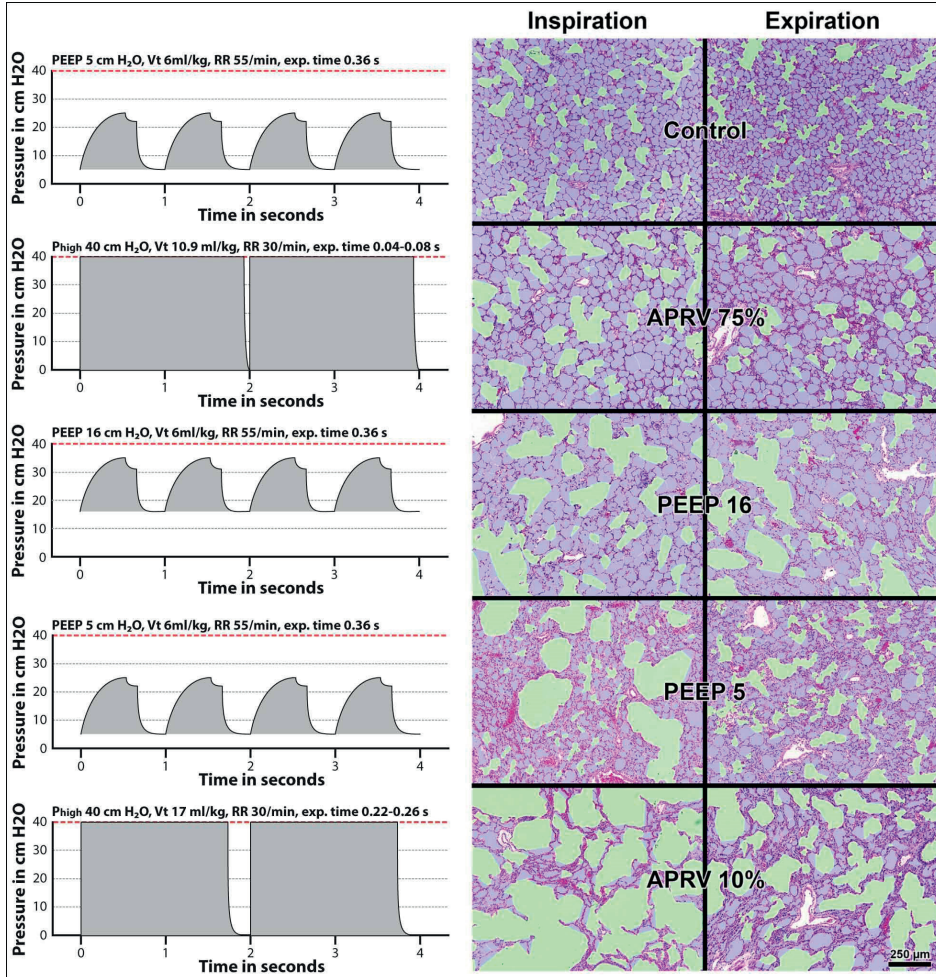 Inspiration
Expiration
PEEP 5 cm H₂O, Vt 6ml/kg, RR 55/min, exp. time 0.36 s
Pressure in cm H2O
40
30
20
10
0
0 1 2 3 4
Time in seconds
Control
Phigh 40 cm H₂O, Vt 10.9 ml/kg, RR 30/min, exp. time 0.04-0.08 s
Pressure in cm H2O
40
30
20
10
0
0 1 2 3 4
Time in seconds
APRV 75%
PEEP 16 cm H₂O, Vt 6ml/kg, RR 55/min, exp. time 0.36 s
Pressure in cm H2O
40
30
20
10
0
0 1 2 3 4
Time in seconds
PEEP 16
PEEP 5 cm H₂O, Vt 6ml/kg, RR 55/min, exp. time 0.36 s
Pressure in cm H2O
40
30
20
10
0
0 1 2 3 4
Time in seconds
PEEP 5
Phigh 40 cm H₂O, Vt 17 ml/kg, RR 30/min, exp. time 0.22-0.26 s
Pressure in cm H2O
40
30
20
10
0
0 1 2 3 4
Time in seconds
APRV 10%
250 µm